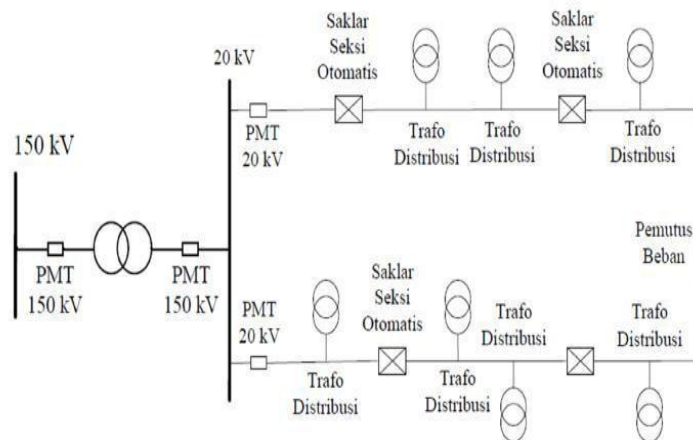 Saklar
Seksi
Otomatis
Saklar
Seksi
Otomatis
20 kV
PMT
20 kV
Trafo
Distribusi
Trafo
Distribusi
Trafo
Distribusi
150 kV
PMT
150 kV
PMT
150 kV
Pemutus
Beban
PMT
20 kV
Saklar
Seksi
Otomatis
Trafo
Distribusi
Trafo
Distribusi
Trafo
Distribusi
Trafo
Distribusi